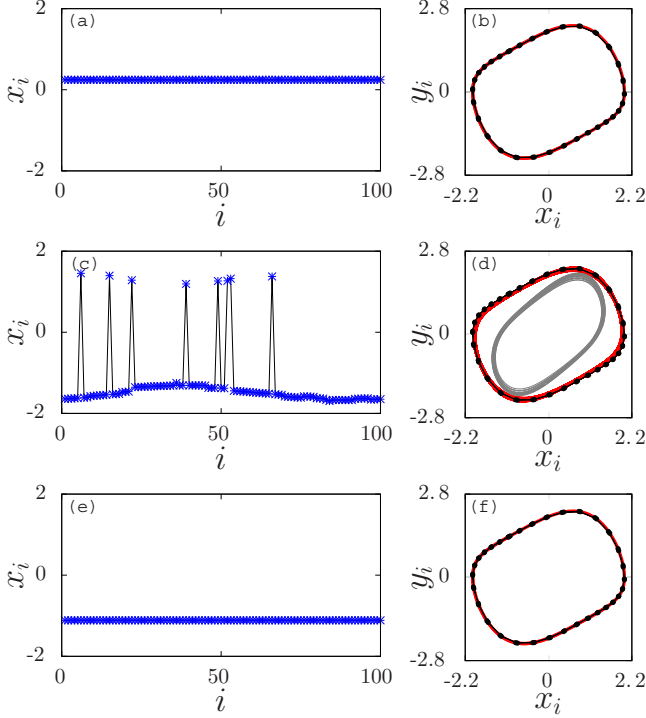 2 (a) 2.8 (b)
x_i 0 y_i 0
-2 -2.8
0 50 100 -2.2 0 2.2
i x_i
2 (c) 2.8 (d)
x_i 0 y_i 0
-2 -2.8
0 50 100 -2.2 0 2.2
i x_i
2 (e) 2.8 (f)
x_i 0 y_i 0
-2 -2.8
0 50 100 -2.2 0 2.2
i x_i